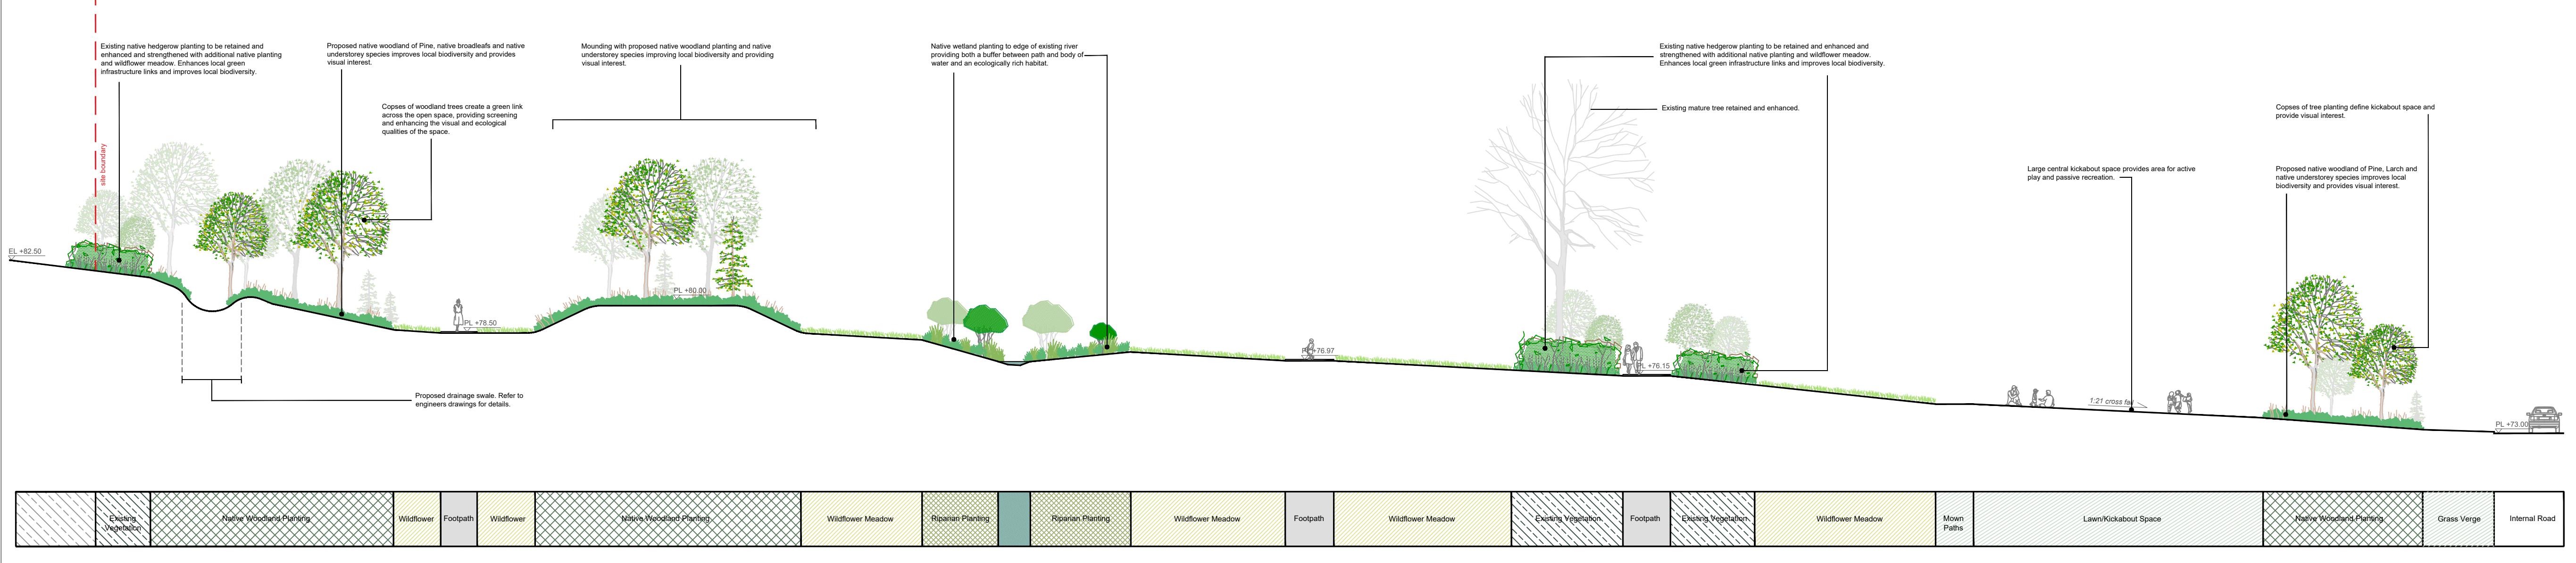 Existing native hedgerow planting to be retained and
enhanced and strengthened with additional native planting
and wildflower meadow. Enhances local green
infrastructure links and improves local biodiversity.
Proposed native woodland of Pine, native broadleafs and native
understorey species improves local biodiversity and provides
visual interest.
Copses of woodland trees create a green link
across the open space, providing screening
and enhancing the visual and ecological
qualities of the space.
Mounding with proposed native woodland planting and native
understorey species improving local biodiversity and providing
visual interest.
Native wetland planting to edge of existing river
providing both a buffer between path and body of
water and an ecologically rich habitat.
Existing native hedgerow planting to be retained and enhanced and
strengthened with additional native planting and wildflower meadow.
Enhances local green infrastructure links and improves local biodiversity.
Existing mature tree retained and enhanced.
Large central kickabout space provides area for active
play and passive recreation.
Copses of tree planting define kickabout space and
provide visual interest.
Proposed native woodland of Pine, Larch and
native understorey species improves local
biodiversity and provides visual interest.
site boundary
EL +82.50
PL +78.50
PL +80.00
PL +76.97
PL +76.15
1:21 cross fall
PL +73.00
Proposed drainage swale. Refer to
engineers drawings for details.
Existing
Vegetation
Native Woodland Planting
Wildflower
Footpath
Wildflower
Native Woodland Planting
Wildflower Meadow
Riparian Planting
Riparian Planting
Wildflower Meadow
Footpath
Wildflower Meadow
Existing Vegetation
Footpath
Existing Vegetation
Wildflower Meadow
Mown
Paths
Lawn/Kickabout Space
Native Woodland Planting
Grass Verge
Internal Road